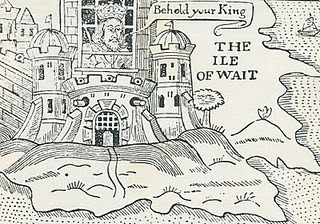 Behold your King
THE
ILE
OF WAIT